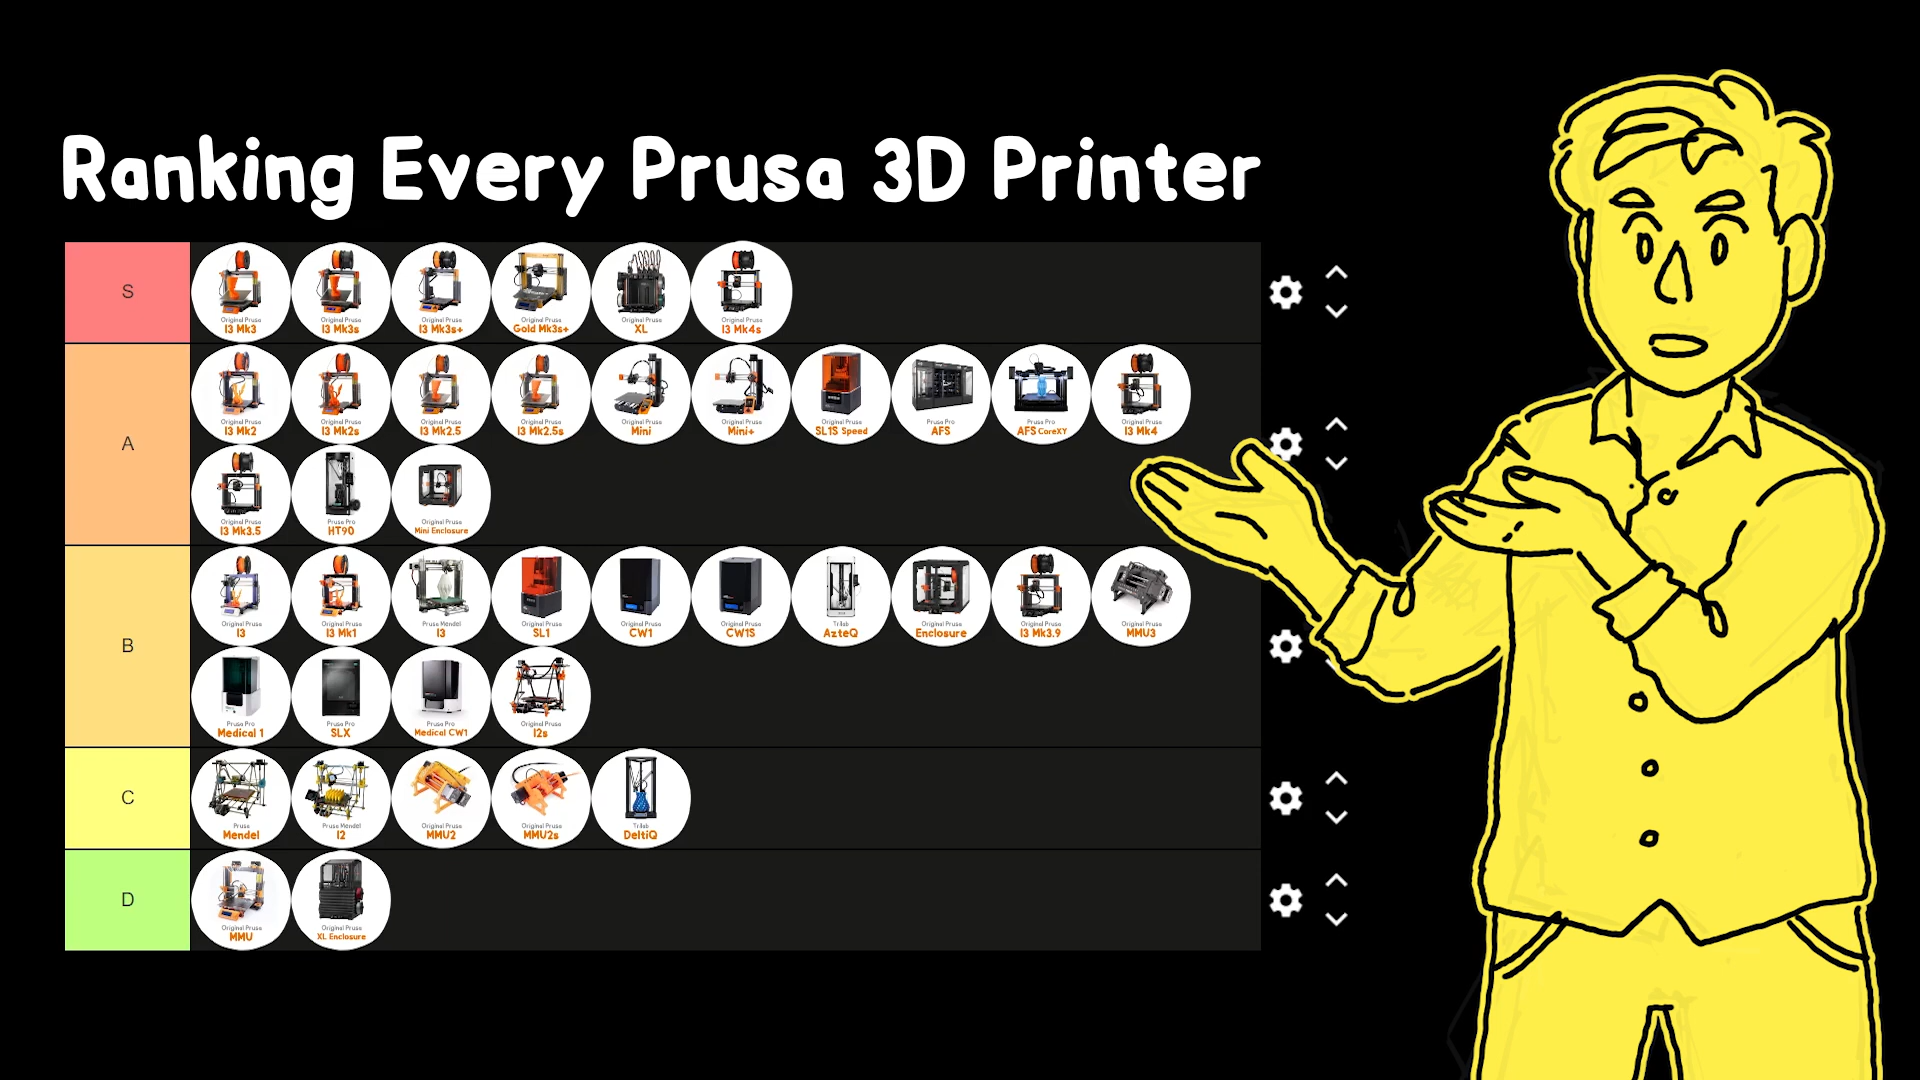 Ranking Every Prusa 3D Printer
S
Original Prusa
I3 Mk3
Original Prusa
I3 Mk3s
Original Prusa
I3 Mk3s+
Original Prusa
Gold Mk3s+
Original Prusa
XL
Original Prusa
I3 Mk4s
A
Original Prusa
I3 Mk2
Original Prusa
I3 Mk2s
Original Prusa
I3 Mk2.5
Original Prusa
I3 Mk2.5s
Original Prusa
Mini
Original Prusa
Mini+
Original Prusa
SL1S Speed
Prusa Pro
AFS
Prusa Pro
AFS CoreXY
Original Prusa
I3 Mk4
Original Prusa
I3 Mk3.5
Prusa Pro
HT90
Original Prusa
Mini Enclosure
B
Original Prusa
I3
Original Prusa
I3 Mk1
Prusa Mendel
I3
Original Prusa
SL1
Original Prusa
CW1
Original Prusa
CW1S
Trilab
AzteQ
Original Prusa
Enclosure
Original Prusa
I3 Mk3.9
Original Prusa
MMU3
Prusa Pro
Medical 1
Prusa Pro
SLX
Prusa Pro
Medical CW1
Original Prusa
I2s
C
Prusa
Mendel
Prusa Mendel
I2
Original Prusa
MMU2
Original Prusa
MMU2s
Trilab
DeltiQ
D
Original Prusa
MMU
Original Prusa
XL Enclosure